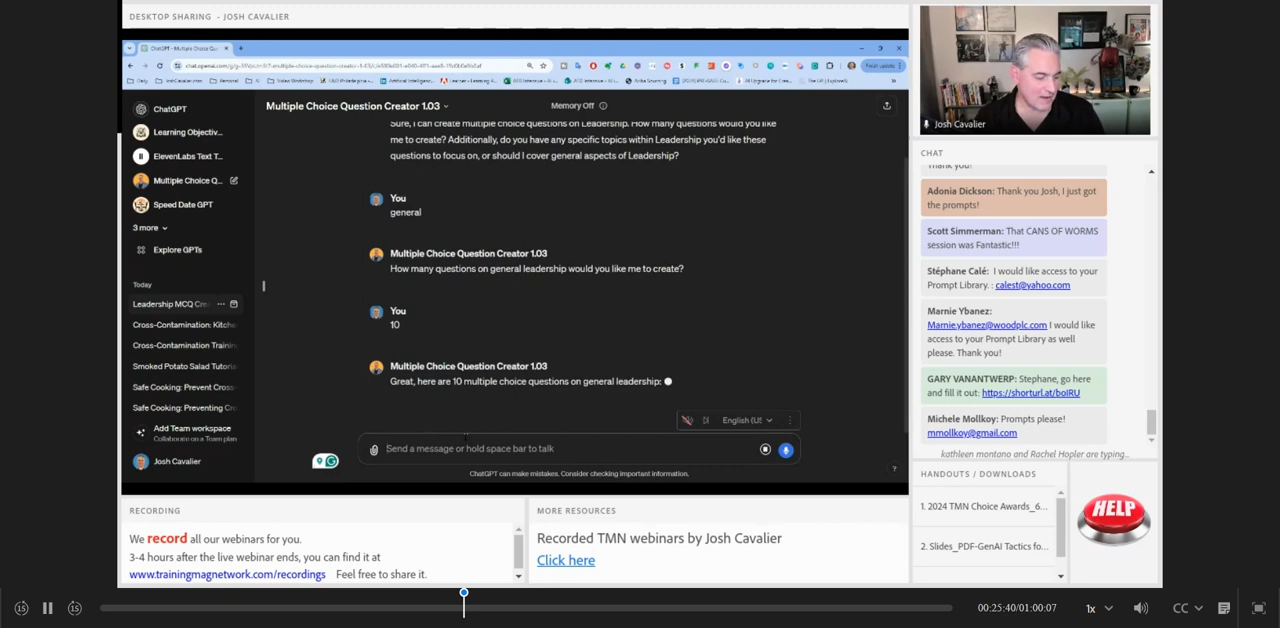 DESKTOP SHARING - JOSH CAVALIER
ChatGPT - Multiple Choice Qu
Finish update
Memory Off
Multiple Choice Question Creator 1.03
ChatGPT
Learning Objectiv...
ElevenLabs Text T...
Multiple Choice Q...
Speed Date GPT
3 more
Explore GPTs
Today
Leadership MCQ Cre
Cross-Contamination: Kitche
Cross-Contamination Trainin
Smoked Potato Salad Tutoria
Safe Cooking: Prevent Cross-
Safe Cooking: Preventing Cro
Add Team workspace
Collaborate on a Team plan
Josh Cavalier
Sure, I can create multiple choice questions on Leadership. How many questions would you like
me to create? Additionally, do you have any specific topics within Leadership you'd like these
questions to focus on, or should I cover general aspects of Leadership?
You
general
Multiple Choice Question Creator 1.03
How many questions on general leadership would you like me to create?
You
10
Multiple Choice Question Creator 1.03
Great, here are 10 multiple choice questions on general leadership:
English (US
Send a message or hold space bar to talk
ChatGPT can make mistakes. Consider checking important information.
?
Josh Cavalier
CHAT
Thank you!
Adonia Dickson: Thank you Josh, I just got
the prompts!
Scott Simmerman: That CANS OF WORMS
session was Fantastic!!!
Stéphane Calé: I would like access to your
Prompt Library. : calest@yahoo.com
Marnie Ybanez:
Marnie.ybanez@woodplc.com I would like
access to your Prompt Library as well
please. Thank you!
GARY VANANTWERP: Stephane, go here
and fill it out: https://shorturl.at/boIRU
Michele Mollkoy: Prompts please!
mmollkoy@gmail.com
kathleen montano and Rachel Hopler are typing...
HANDOUTS / DOWNLOADS
1. 2024 TMN Choice Awards_6...
2. Slides_PDF-GenAI Tactics fo...
HELP
RECORDING
We record all our webinars for you.
3-4 hours after the live webinar ends, you can find it at
www.trainingmagnetwork.com/recordings Feel free to share it.
MORE RESOURCES
Recorded TMN webinars by Josh Cavalier
Click here
15
15
00:25:40/01:00:07
1x
CC